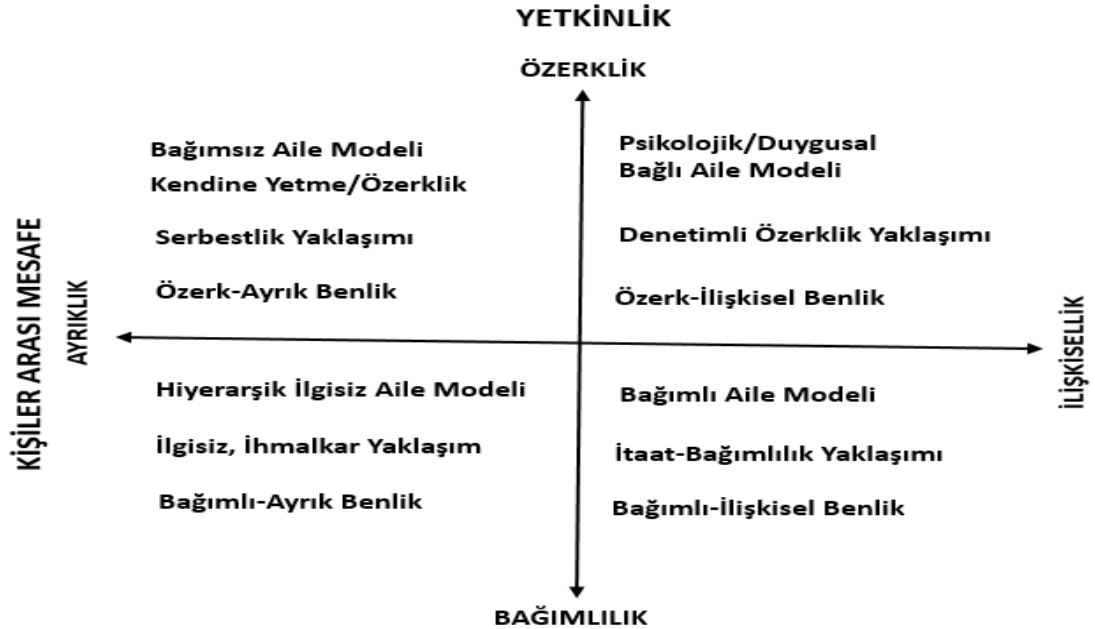 YETKİNLİK
ÖZERKLİK
Bağımsız Aile Modeli
Kendine Yetme/Özerklik
Serbestlik Yaklaşımı
Özerk-Ayrık Benlik
Psikolojik/Duygusal
Bağlı Aile Modeli
Denetimli Özerklik Yaklaşımı
Özerk-İlişkisel Benlik
KİŞİLER ARASI MESAFE
AYRIKLIK
İLİŞKİSELLİK
Hiyerarşik İlgisiz Aile Modeli
İlgisiz, İhmalkar Yaklaşım
Bağımlı-Ayrık Benlik
Bağımlı Aile Modeli
İtaat-Bağımlılık Yaklaşımı
Bağımlı-İlişkisel Benlik
BAĞIMLILIK